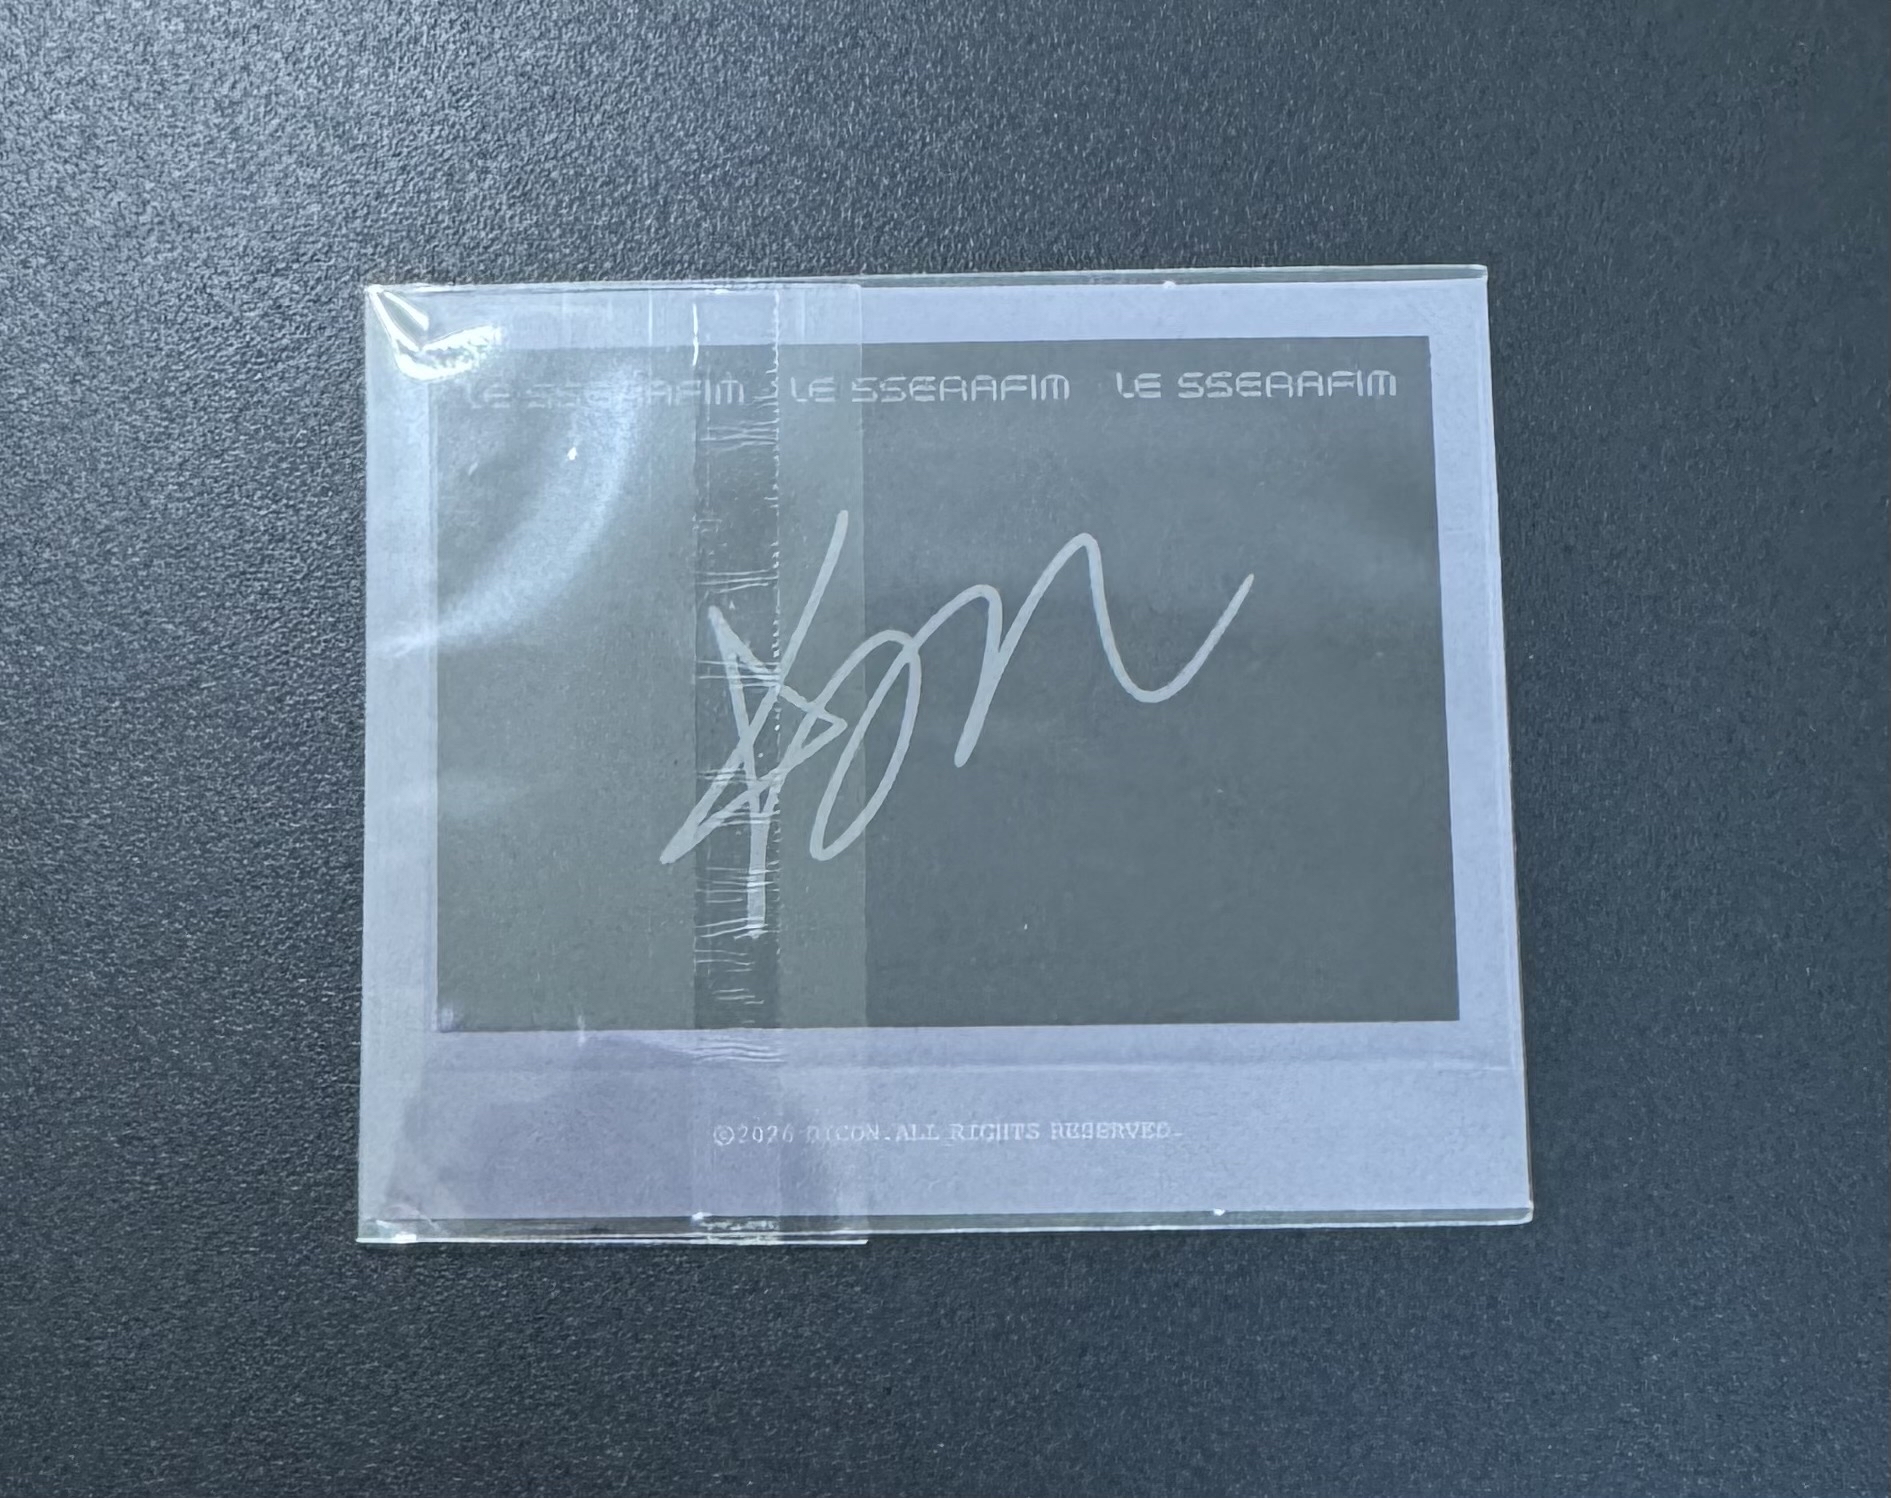 LE SSERAFIM LE SSERAFIM LE SSERAFIM
©2026 DICON. ALL RIGHTS RESERVED.